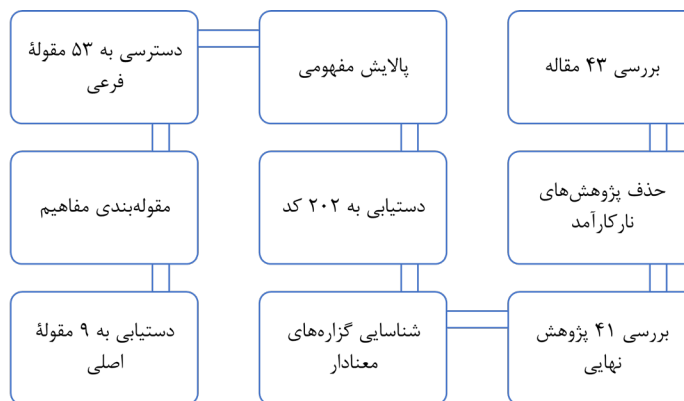 بررسی ۴۳ مقاله
حذف پژوهش‌های
نارکارآمد
بررسی ۴۱ پژوهش
نهایی
شناسایی گزاره‌های
معنادار
دستیابی به ۲۰۲ کد
پالایش مفهومی
دسترسی به ۵۳ مقولهٔ
فرعی
مقوله‌بندی مفاهیم
دستیابی به ۹ مقولهٔ
اصلی